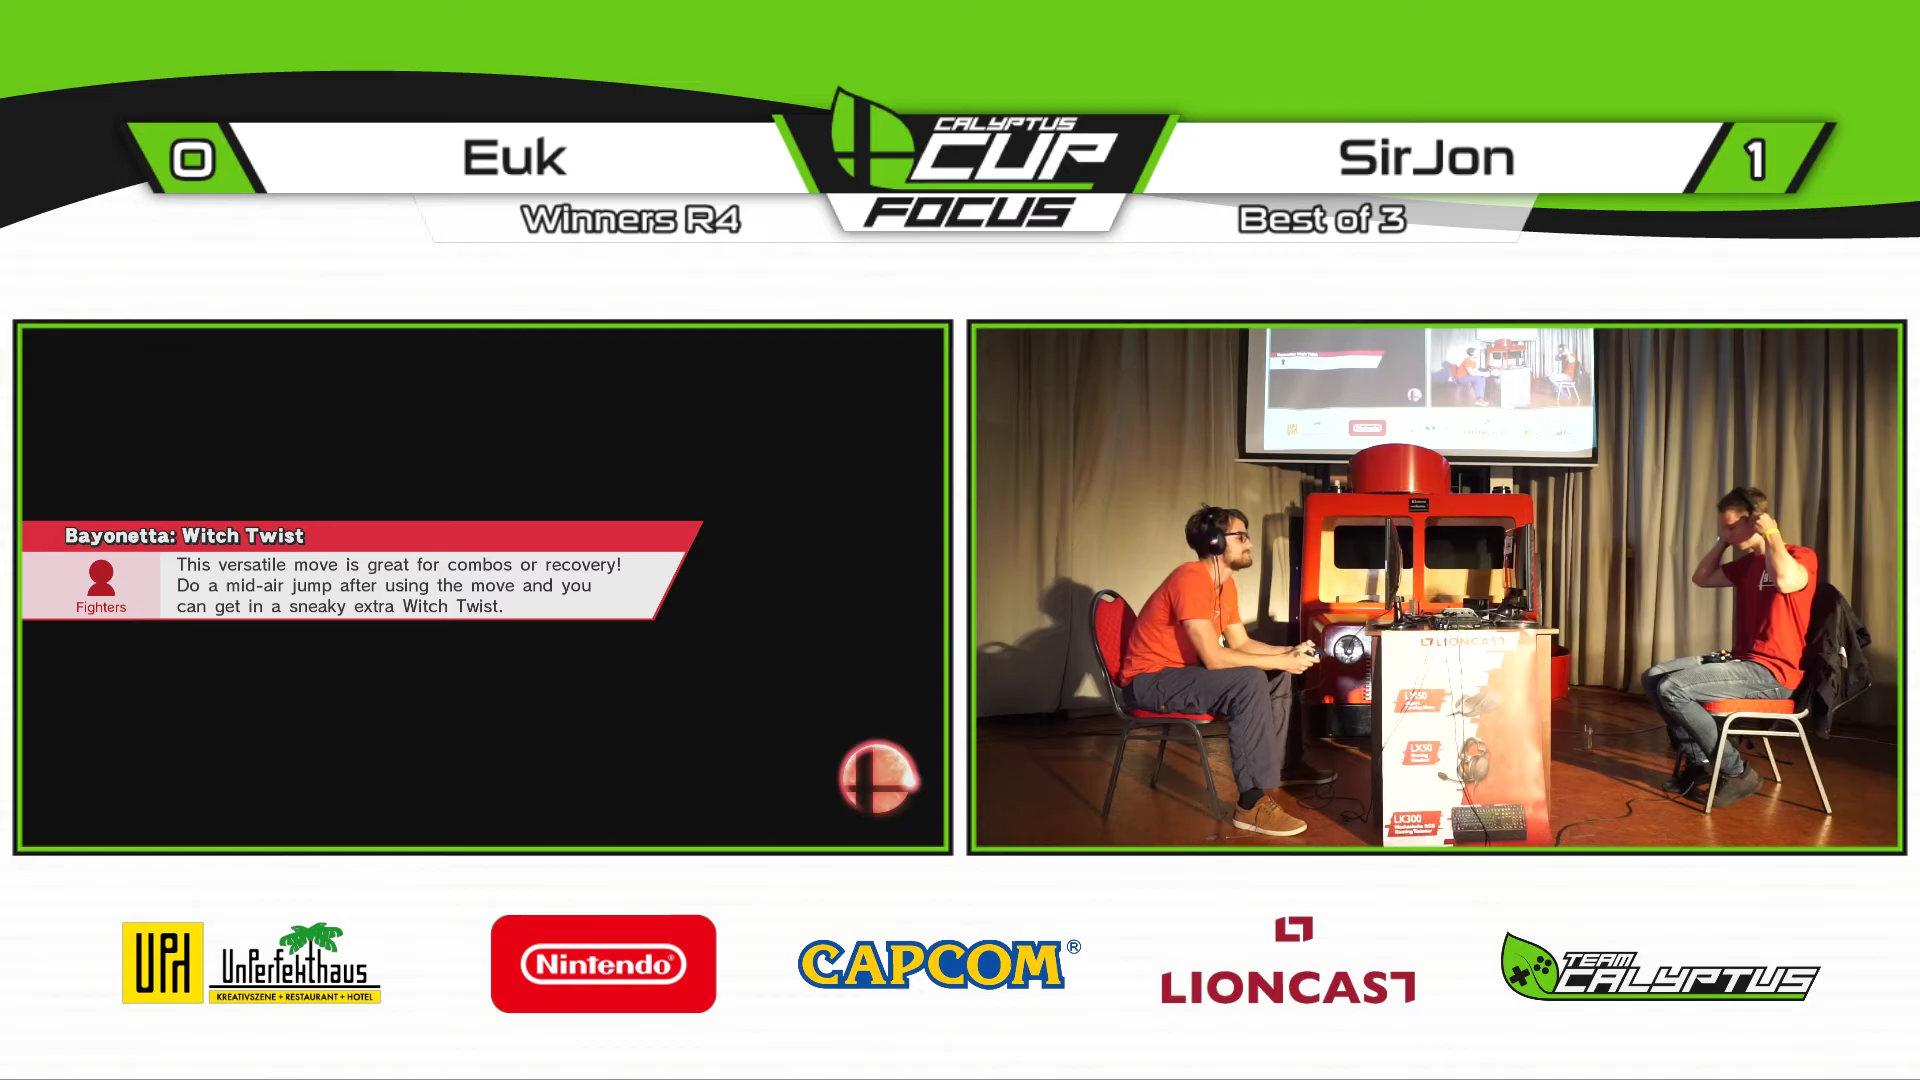 0
Euk
CALYPTUS
CUP
FOCUS
SirJon
1
Winners R4
Best of 3
Bayonetta: Witch Twist
Fighters
This versatile move is great for combos or recovery!
Do a mid-air jump after using the move and you
can get in a sneaky extra Witch Twist.
LIONCAST
LX50
LK300
UPH
UNPERFEKTHAUS
KREATIVSZENE + RESTAURANT + HOTEL
Nintendo®
CAPCOM®
LIONCAST
TEAM
CALYPTUS